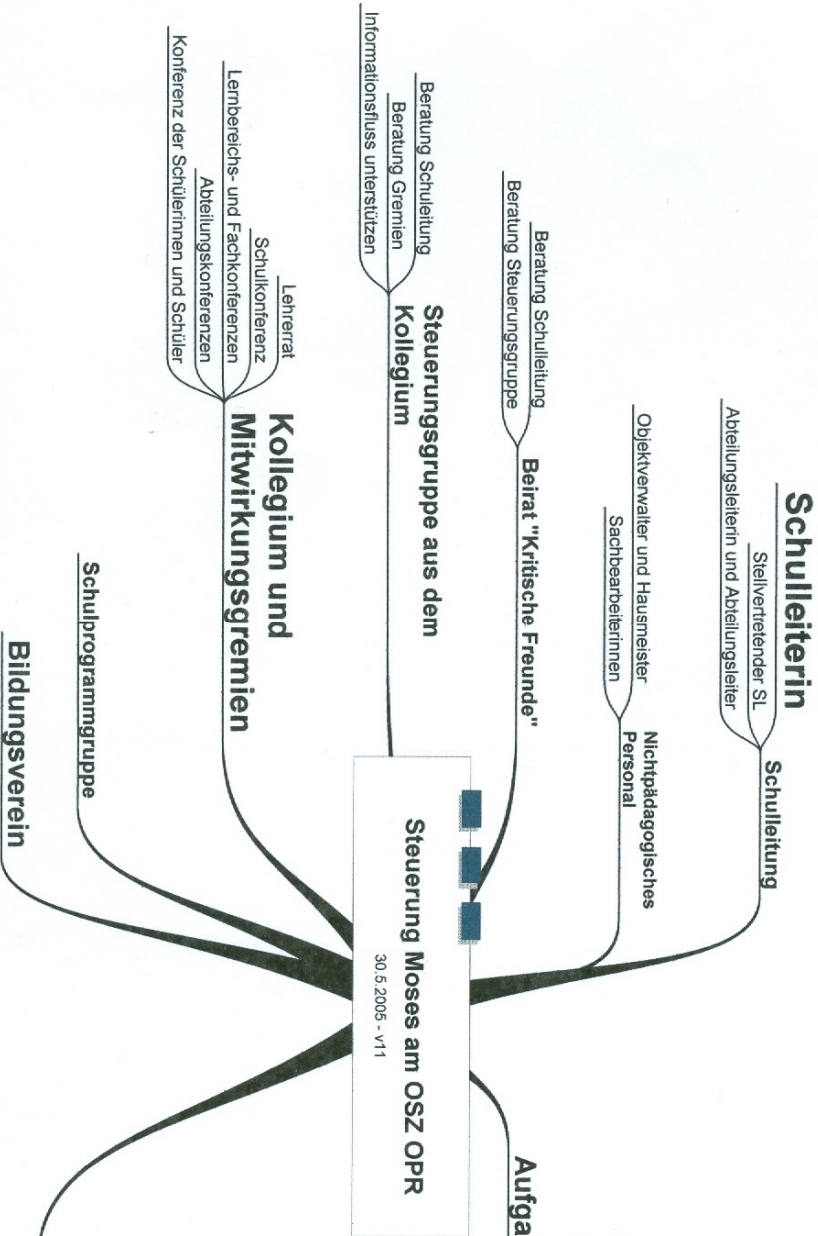 Schulleiterin
Stellvertretender SL
Abteilungsleiterin und Abteilungsleiter
Schulleitung
Objektverwalter und Hausmeister
Sachbearbeiterinnen
Nichtpädagogisches
Personal
Beratung Schulleitung
Beratung Steuerungsgruppe
Beirat "Kritische Freunde"
Beratung Schuleitung
Beratung Gremien
Informationsfluss unterstützen
Steuerungsgruppe aus dem
Kollegium
Lehrerrat
Schulkonferenz
Lernbereichs- und Fachkonferenzen
Abteilungskonferenzen
Konferenz der Schülerinnen und Schüler
Kollegium und
Mitwirkungsgremien
Schulprogrammgruppe
Bildungsverein
Steuerung Moses am OSZ OPR
30.5.2005 - v11
Aufga